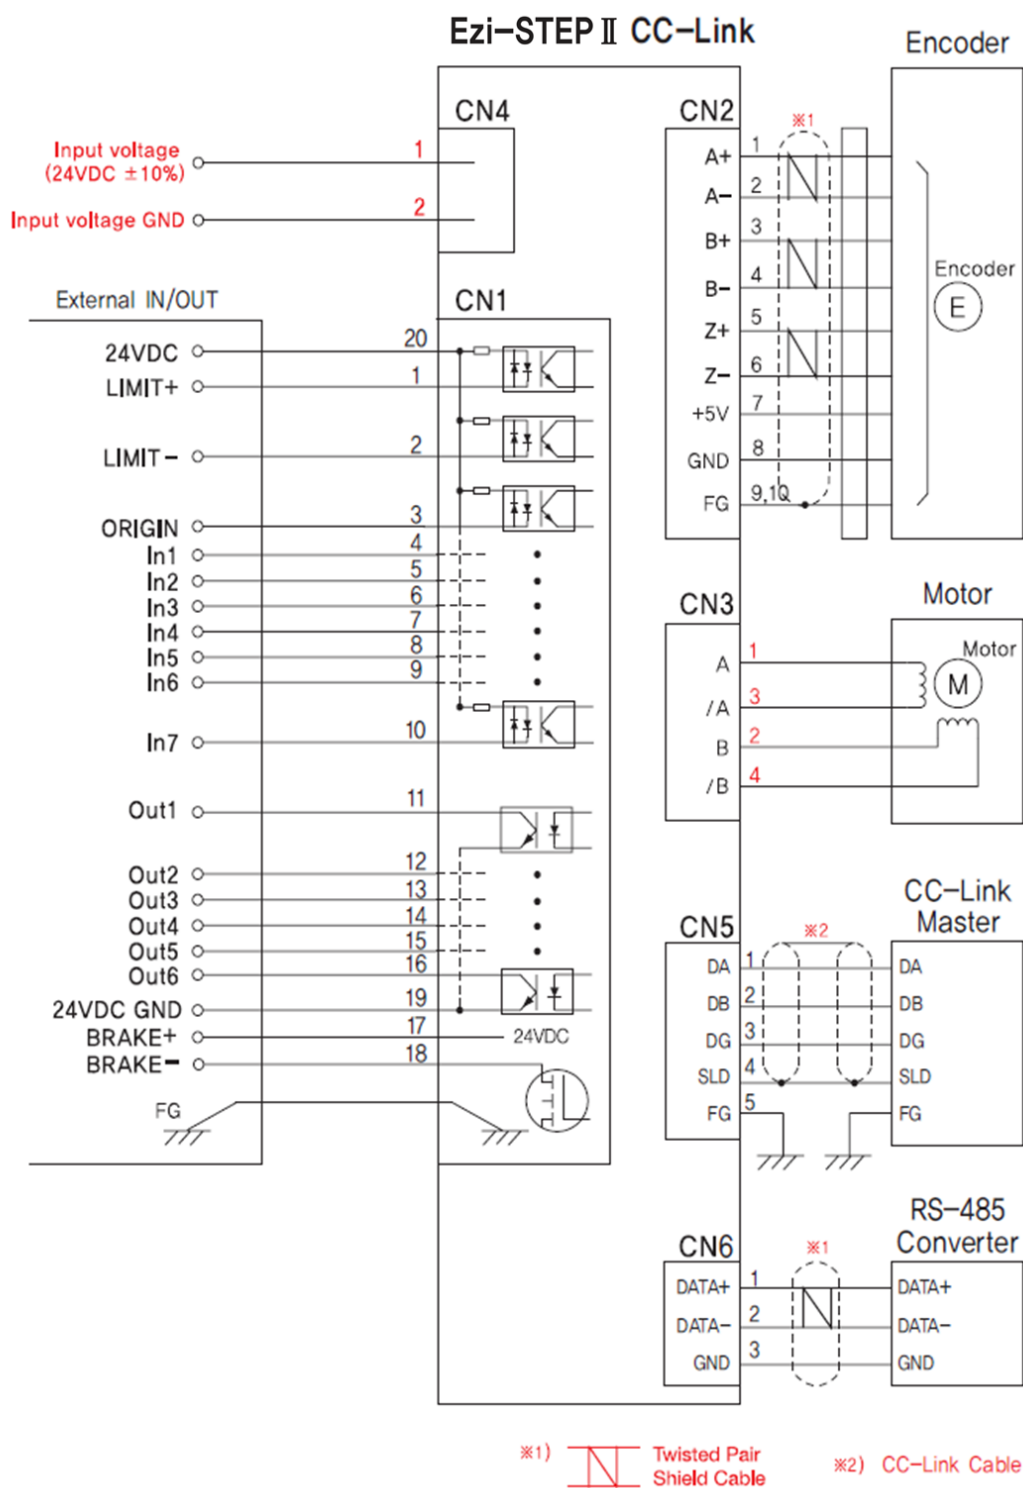 Ezi-STEP Ⅱ CC-Link
Encoder
CN4
CN2
※1
Input voltage
(24VDC ±10%)
1
Input voltage GND
2
A+ 1
A- 2
B+ 3
B- 4
Z+ 5
Z- 6
+5V 7
GND 8
FG 9,10
Encoder
E
External IN/OUT
CN1
24VDC 20
LIMIT+ 1
LIMIT- 2
ORIGIN 3
In1 4
In2 5
In3 6
In4 7
In5 8
In6 9
In7 10
Out1 11
Out2 12
Out3 13
Out4 14
Out5 15
Out6 16
24VDC GND 19
BRAKE+ 17 24VDC
BRAKE- 18
FG
CN3
Motor
A 1
/A 3
B 2
/B 4
Motor
M
CN5
※2
CC-Link
Master
DA 1 DA
DB 2 DB
DG 3 DG
SLD 4 SLD
FG 5 FG
CN6
※1
RS-485
Converter
DATA+ 1 DATA+
DATA- 2 DATA-
GND 3 GND
※1) Twisted Pair
Shield Cable
※2) CC-Link Cable